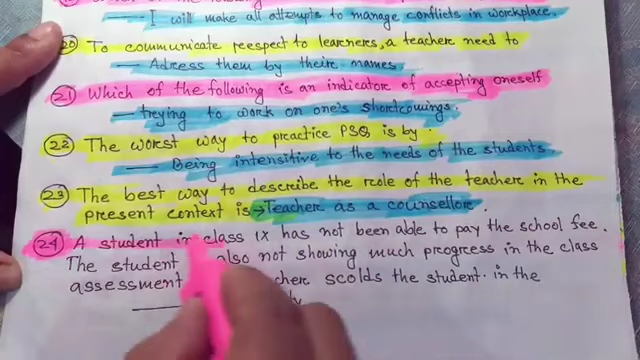 — I will make all attempts to manage conflicts in workplace.
20 To communicate reespect to learners, a teacher need to
— Adress them by their names.
21 Which of the following is an indicator of accepting oneself
— trying to work on one's shortcomings.
22 The worst way to practice PSQ is by
— Being intensitive to the needs of the students
23 The best way to describe the role of the teacher in the
present context is → Teacher as a counsellor.
24 A student in class IX has not been able to pay the school fee.
The student also not showing much progress in the class
assessment scolds the student in the